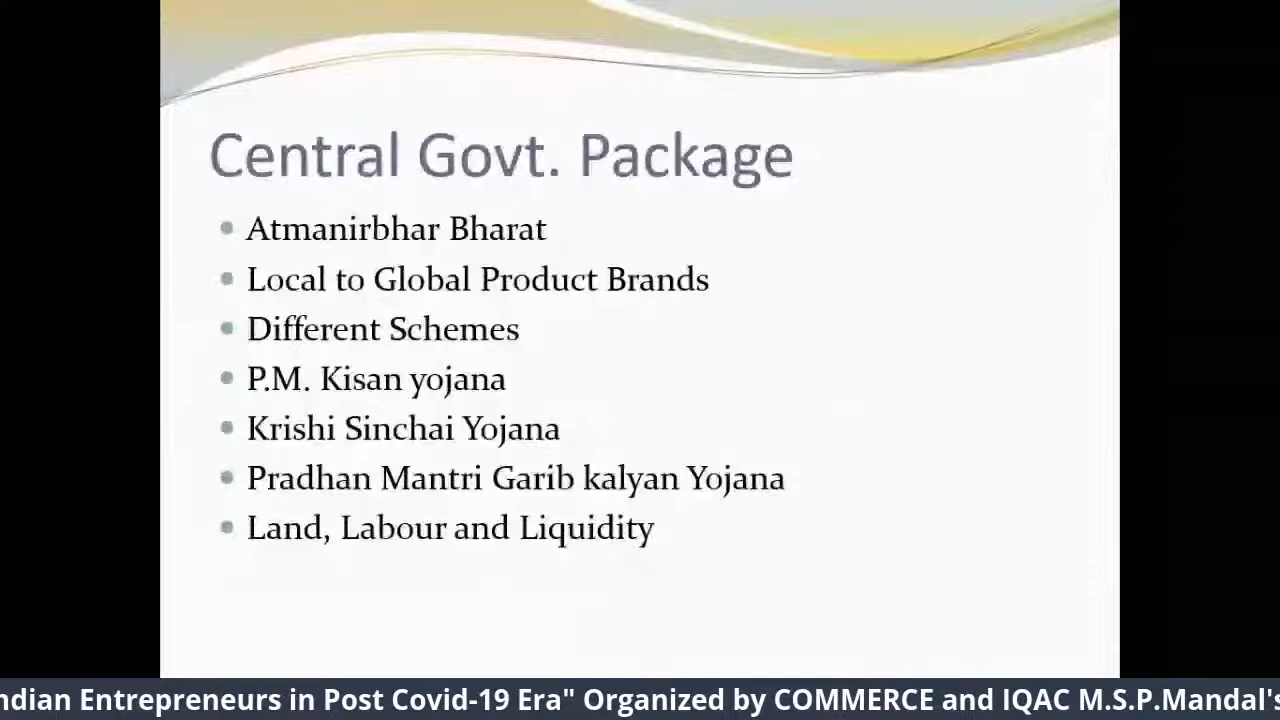 Central Govt. Package
Atmanirbhar Bharat
Local to Global Product Brands
Different Schemes
P.M. Kisan yojana
Krishi Sinchai Yojana
Pradhan Mantri Garib kalyan Yojana
Land, Labour and Liquidity
ndian Entrepreneurs in Post Covid-19 Era" Organized by COMMERCE and IQAC M.S.P.Mandal's